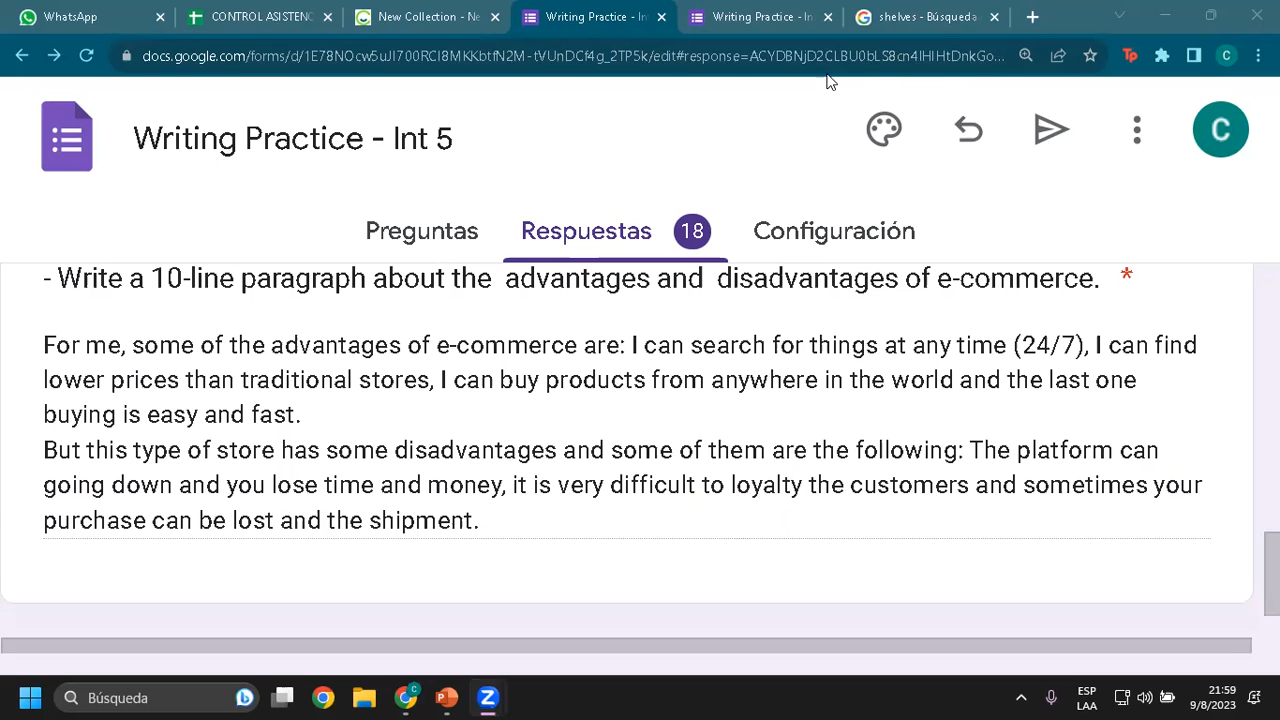 WhatsApp
CONTROL ASISTENC
New Collection - Ne
Writing Practice - In
Writing Practice - In
shelves - Búsqueda
docs.google.com/forms/d/1E78NOcw5uJI700RCI8MKKbtfN2M-tVUnDCf4g_2TP5k/edit#response=ACYDBNjD2CLBU0bLS8cn4IHIHtDnkGo...
Writing Practice - Int 5
C
Preguntas
Respuestas 18
Configuración
- Write a 10-line paragraph about the advantages and disadvantages of e-commerce. *
For me, some of the advantages of e-commerce are: I can search for things at any time (24/7), I can find
lower prices than traditional stores, I can buy products from anywhere in the world and the last one
buying is easy and fast.
But this type of store has some disadvantages and some of them are the following: The platform can
going down and you lose time and money, it is very difficult to loyalty the customers and sometimes your
purchase can be lost and the shipment.
Búsqueda
ESP
LAA
21:59
9/8/2023